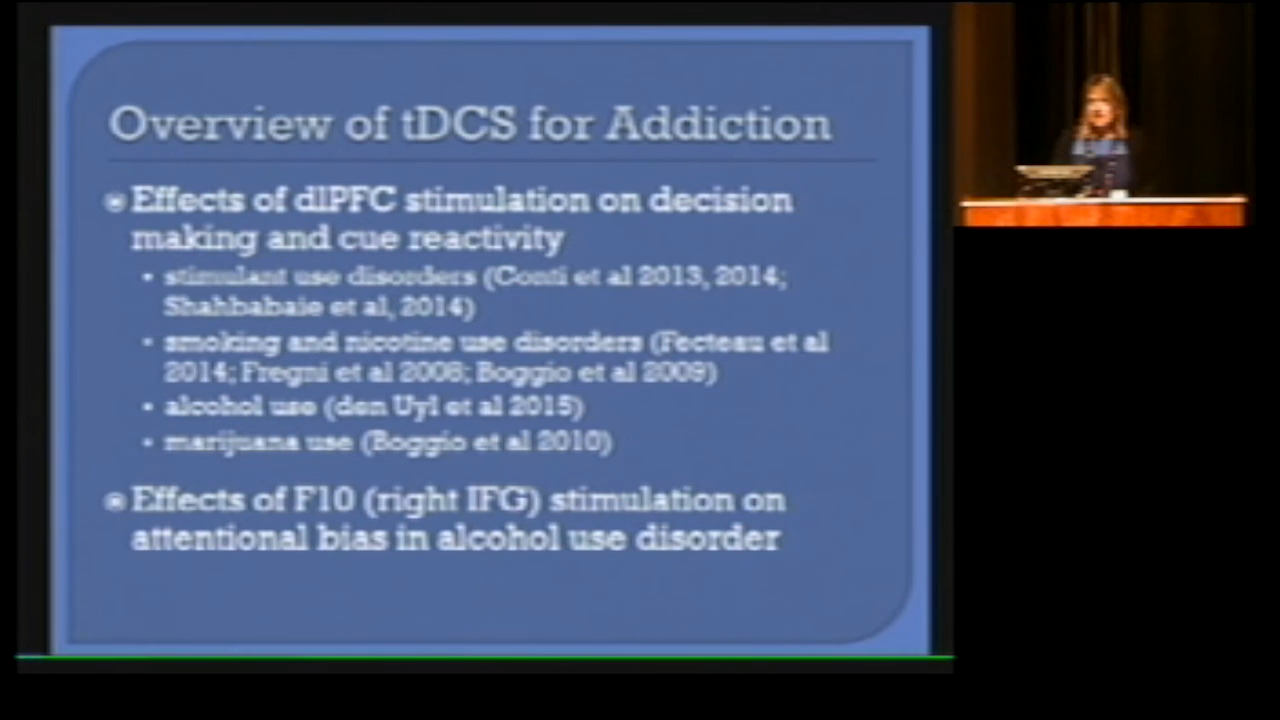 Overview of tDCS for Addiction
Effects of dlPFC stimulation on decision
making and cue reactivity
stimulant use disorders (Conti et al 2013, 2014;
Shahbabaie et al, 2014)
smoking and nicotine use disorders (Fecteau et al
2014; Fregni et al 2008; Boggio et al 2009)
alcohol use (den Uyl et al 2015)
marijuana use (Boggio et al 2010)
Effects of F10 (right IFG) stimulation on
attentional bias in alcohol use disorder